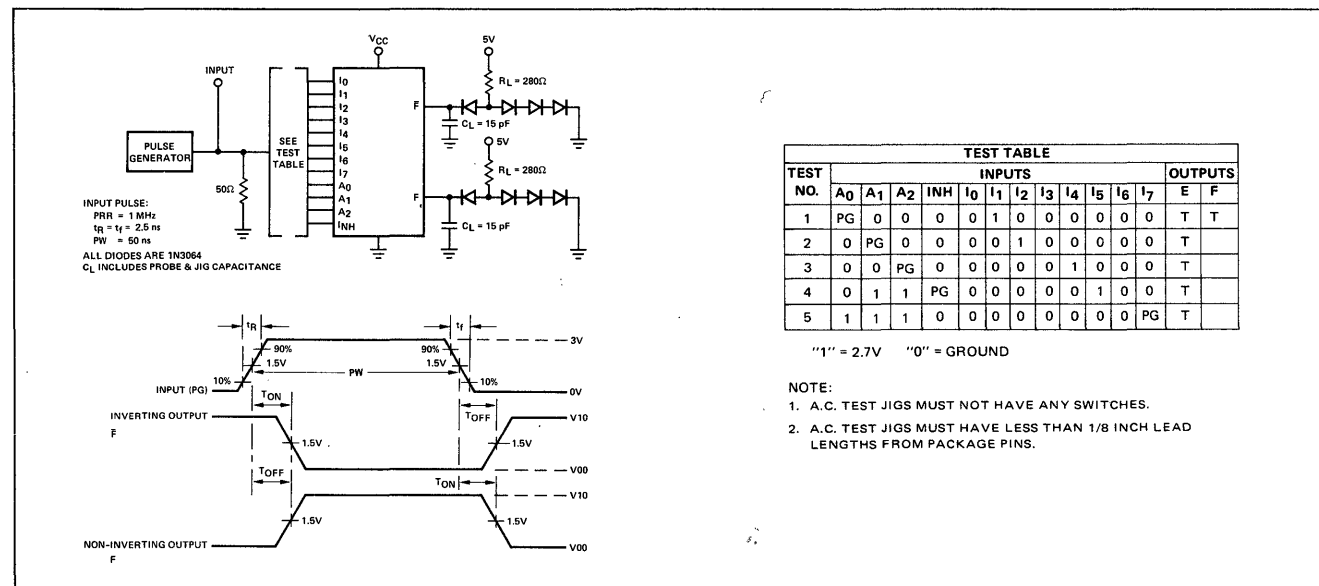 VCC
5V
INPUT
RL = 280Ω
I0
I1
I2
I3
I4
I5
I6
I7
A0
A1
A2
INH
F
CL = 15 pF
PULSE
GENERATOR
SEE
TEST
TABLE
50Ω
5V
RL = 280Ω
F
CL = 15 pF
INPUT PULSE:
PRR = 1 MHz
tR = tf = 2.5 ns
PW = 50 ns
ALL DIODES ARE 1N3064
CL INCLUDES PROBE & JIG CAPACITANCE
tR
tf
3V
90%
90%
1.5V
PW
1.5V
10%
10%
INPUT (PG)
0V
TON
TOFF
INVERTING OUTPUT
F̄
V10
1.5V
1.5V
V00
TOFF
TON
V10
1.5V
1.5V
NON-INVERTING OUTPUT
F
V00
TEST TABLE
TEST NO. INPUTS OUTPUTS
A0 A1 A2 INH I0 I1 I2 I3 I4 I5 I6 I7 E F
1 PG 0 0 0 0 1 0 0 0 0 0 0 T T
2 0 PG 0 0 0 0 1 0 0 0 0 0 T
3 0 0 PG 0 0 0 0 0 1 0 0 0 T
4 0 1 1 PG 0 0 0 0 0 1 0 0 T
5 1 1 1 0 0 0 0 0 0 0 0 PG T
"1" = 2.7V "0" = GROUND
NOTE:
1. A.C. TEST JIGS MUST NOT HAVE ANY SWITCHES.
2. A.C. TEST JIGS MUST HAVE LESS THAN 1/8 INCH LEAD
LENGTHS FROM PACKAGE PINS.